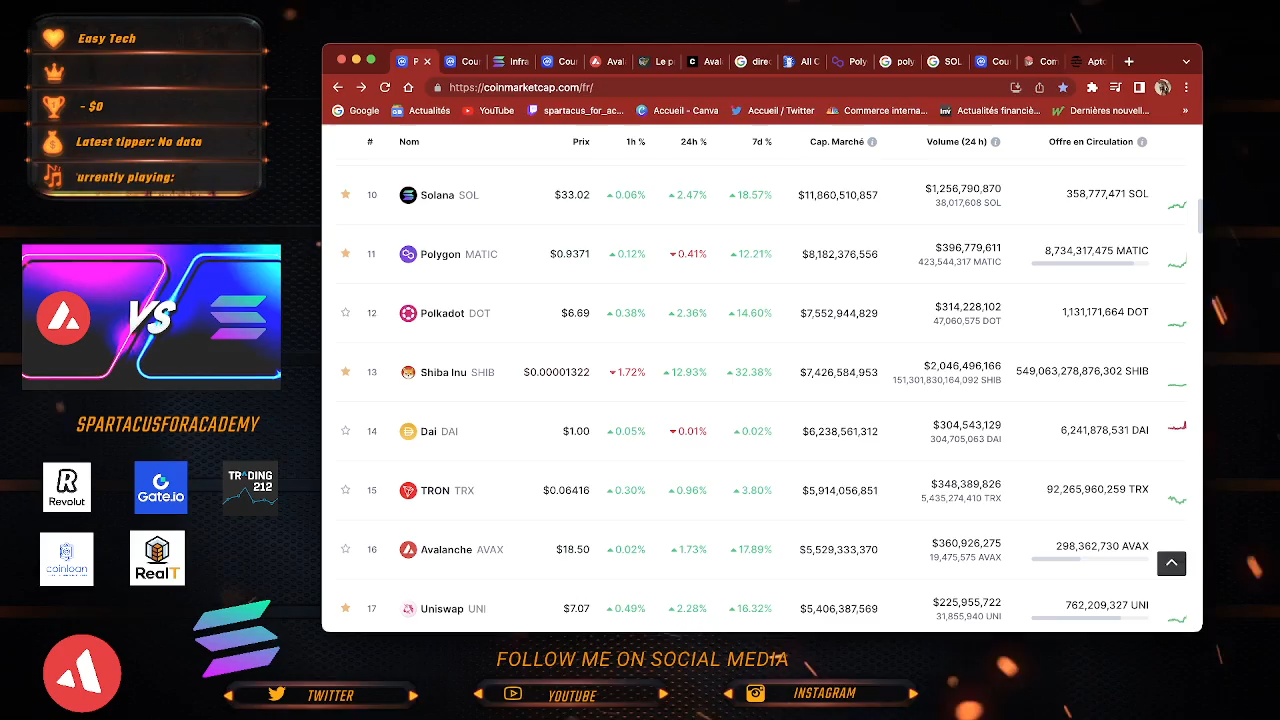 Easy Tech
- $0
Latest tipper: No data
urrently playing:
VS
SPARTACUSFORACADEMY
R
Revolut
Gate.io
TRADING
212
coinloan
RealT
P
Cour
Infra
Cour
Aval
Le p
Aval
direc
All C
Poly
poly
SOL
Cour
Com
Apto
https://coinmarketcap.com/fr/
Google
Actualités
YouTube
spartacus_for_ac...
Accueil - Canva
Accueil / Twitter
Commerce interna...
Actualités financiè...
Dernières nouvell...
# Nom Prix 1h % 24h % 7d % Cap. Marché Volume (24 h) Offre en Circulation
10 Solana SOL $33.02 0.06% 2.47% 18.57% $11,860,510,857 $1,256,790,870 358,777,471 SOL
38,017,608 SOL
11 Polygon MATIC $0.9371 0.12% 0.41% 12.21% $8,182,376,556 $396,779,611 8,734,317,475 MATIC
423,544,317 MATIC
12 Polkadot DOT $6.69 0.38% 2.36% 14.60% $7,552,944,829 $314,228,102 1,131,171,664 DOT
47,060,575 DOT
13 Shiba Inu SHIB $0.00001322 1.72% 12.93% 32.38% $7,426,584,953 $2,046,496,166 549,063,278,876,302 SHIB
151,301,830,164,092 SHIB
14 Dai DAI $1.00 0.05% 0.01% 0.02% $6,238,561,312 $304,543,129 6,241,878,531 DAI
304,705,063 DAI
15 TRON TRX $0.06416 0.30% 0.96% 3.80% $5,914,056,851 $348,389,826 92,265,960,259 TRX
5,435,274,410 TRX
16 Avalanche AVAX $18.50 0.02% 1.73% 17.89% $5,529,333,370 $360,926,275 298,362,730 AVAX
19,475,575 AVAX
17 Uniswap UNI $7.07 0.49% 2.28% 16.32% $5,406,387,569 $225,955,722 762,209,327 UNI
31,855,940 UNI
FOLLOW ME ON SOCIAL MEDIA
TWITTER
YOUTUBE
INSTAGRAM